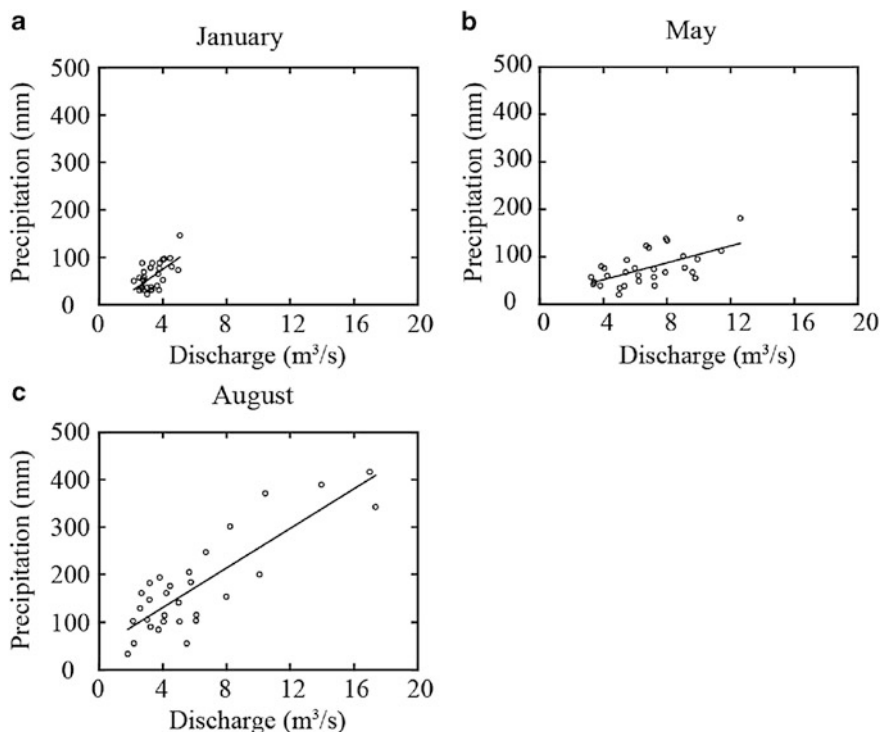 a
January
500
400
300
200
100
0
Precipitation (mm)
0 4 8 12 16 20
Discharge (m³/s)
b
May
500
400
300
200
100
0
Precipitation (mm)
0 4 8 12 16 20
Discharge (m³/s)
c
August
500
400
300
200
100
0
Precipitation (mm)
0 4 8 12 16 20
Discharge (m³/s)